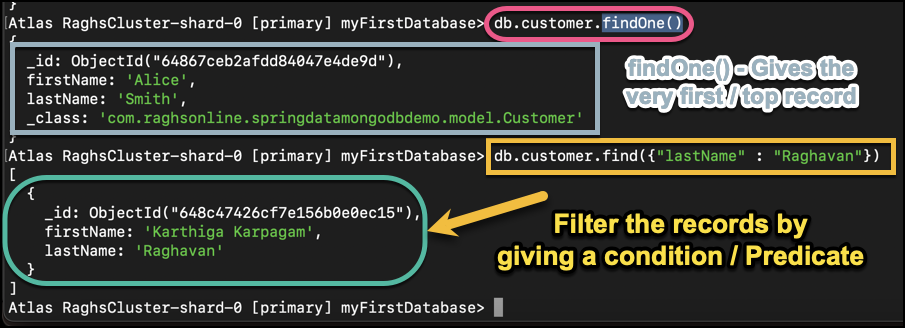 }
Atlas RaghsCluster-shard-0 [primary] myFirstDatabase> db.customer.findOne()
{
_id: ObjectId("64867ceb2afdd84047e4de9d"),
firstName: 'Alice',
lastName: 'Smith',
_class: 'com.raghsonline.springdatamongodbdemo.model.Customer'
}
findOne() - Gives the
very first / top record
Atlas RaghsCluster-shard-0 [primary] myFirstDatabase> db.customer.find({"lastName" : "Raghavan"})
[
{
_id: ObjectId("648c47426cf7e156b0e0ec15"),
firstName: 'Karthiga Karpagam',
lastName: 'Raghavan'
}
]
Filter the records by
giving a condition / Predicate
Atlas RaghsCluster-shard-0 [primary] myFirstDatabase>